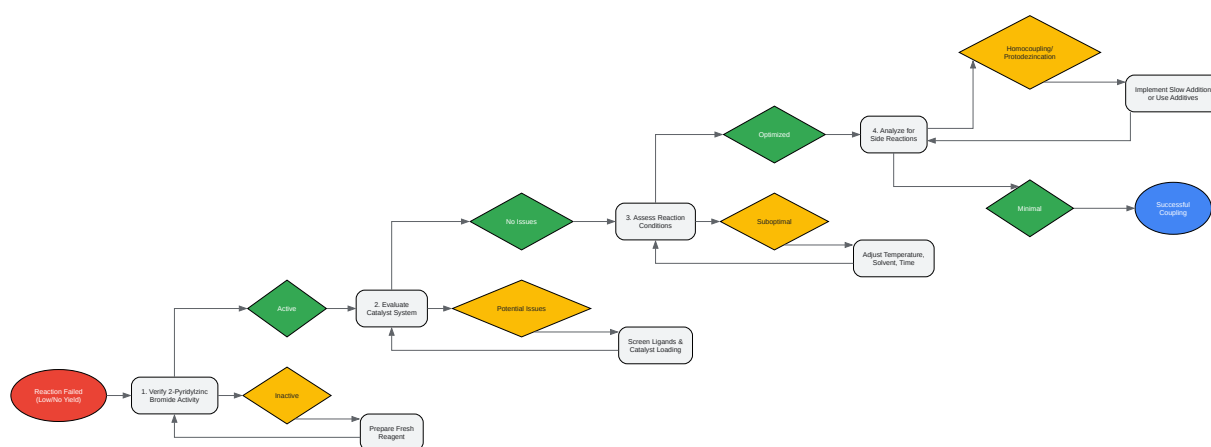 Reaction Failed
(Low/No Yield)
1. Verify 2-Pyridylzinc
Bromide Activity
Inactive
Prepare Fresh
Reagent
Active
2. Evaluate
Catalyst System
Potential Issues
Screen Ligands &
Catalyst Loading
No Issues
3. Assess Reaction
Conditions
Suboptimal
Adjust Temperature,
Solvent, Time
Optimized
4. Analyze for
Side Reactions
Homocoupling/
Protodezincation
Implement Slow Addition
or Use Additives
Minimal
Successful
Coupling